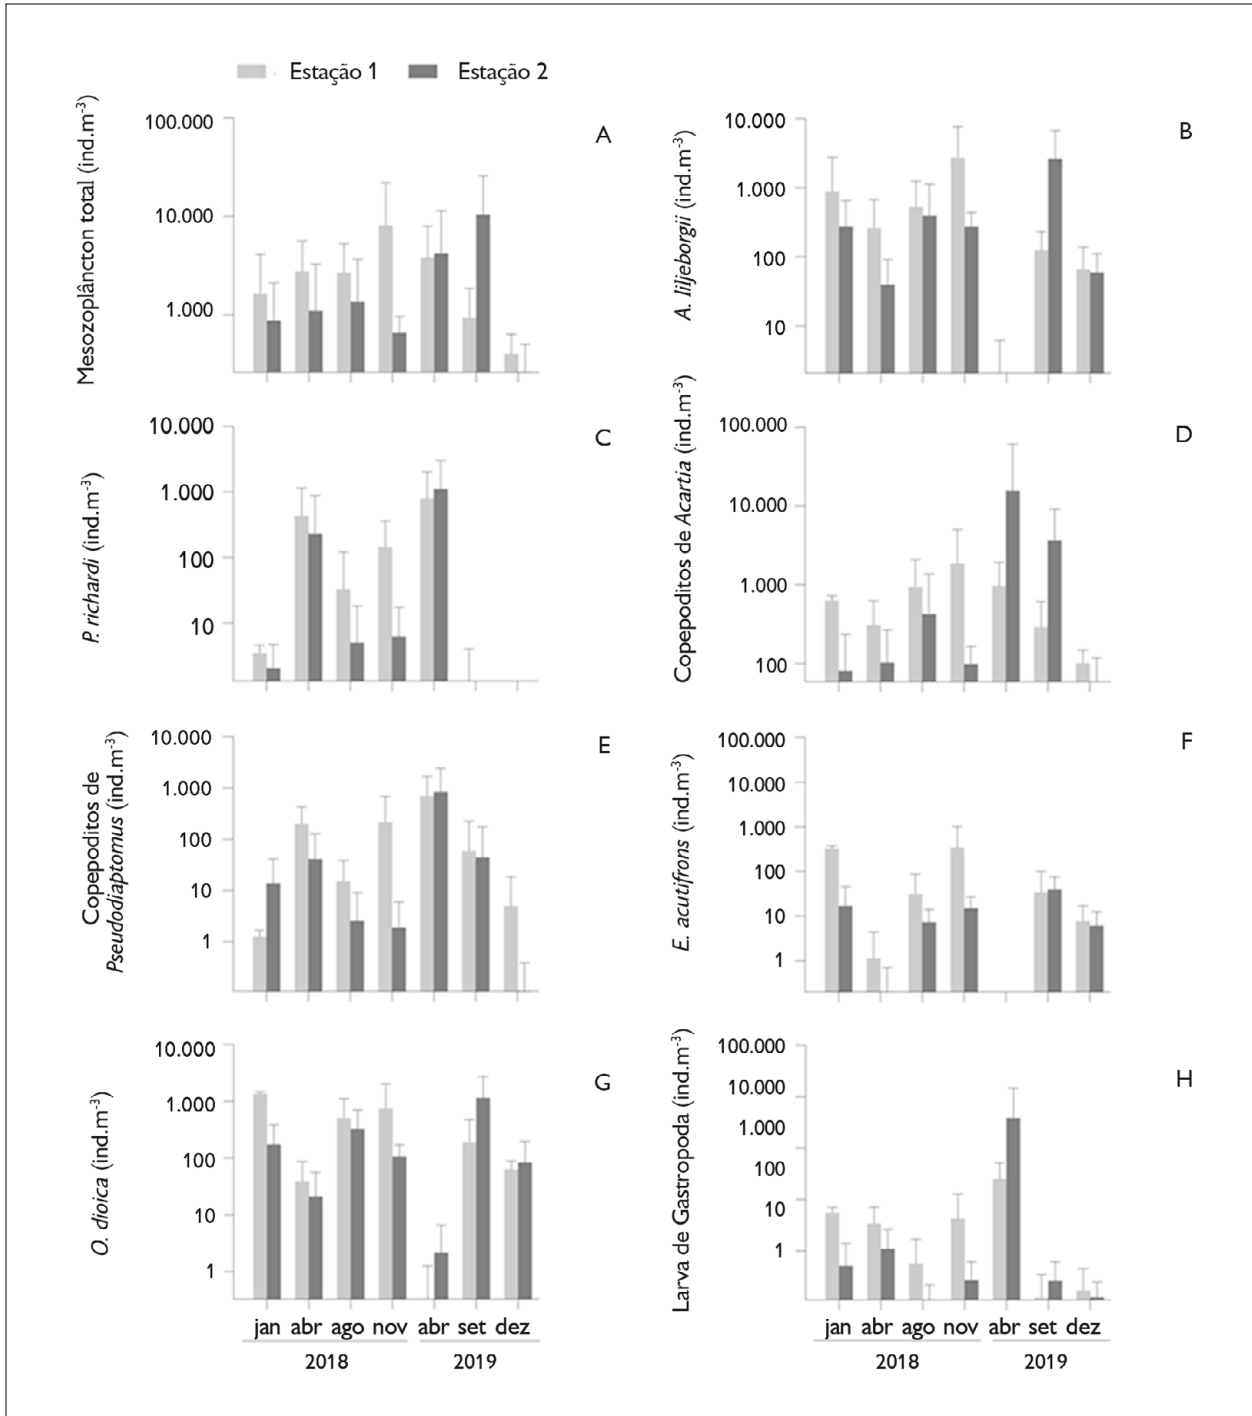 Estação 1 Estação 2
Mesozoplâncton total (ind.m⁻³)
100.000
10.000
1.000
A
A. liljeborgii (ind.m⁻³)
10.000
1.000
100
10
B
P. richardi (ind.m⁻³)
10.000
1.000
100
10
C
Copepoditos de Acartia (ind.m⁻³)
100.000
10.000
1.000
100
D
Copepoditos de
Pseudodiaptomus (ind.m⁻³)
10.000
1.000
100
10
1
E
E. acutifrons (ind.m⁻³)
100.000
10.000
1.000
100
10
1
F
O. dioica (ind.m⁻³)
10.000
1.000
100
10
1
G
jan abr ago nov abr set dez
2018 2019
Larva de Gastropoda (ind.m⁻³)
100.000
10.000
1.000
100
10
1
H
jan abr ago nov abr set dez
2018 2019